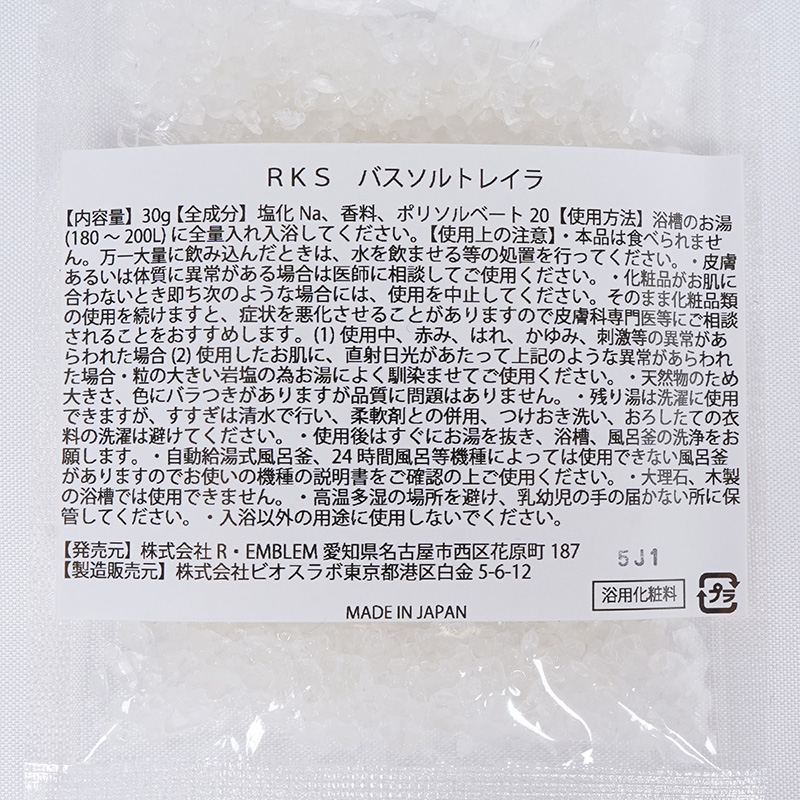 RKS バスソルトレイラ
【内容量】30g【全成分】塩化Na、香料、ポリソルベート20【使用方法】浴槽のお湯
(180〜200L)に全量入れ入浴してください。【使用上の注意】・本品は食べられませ
ん。万一大量に飲み込んだときは、水を飲ませる等の処置を行ってください。・皮膚
あるいは体質に異常がある場合は医師に相談してご使用ください。・化粧品がお肌に
合わないとき即ち次のような場合には、使用を中止してください。そのまま化粧品類
の使用を続けますと、症状を悪化させることがありますので皮膚科専門医等にご相談
されることをおすすめします。(1)使用中、赤み、はれ、かゆみ、刺激等の異常があ
らわれた場合(2)使用したお肌に、直射日光があたって上記のような異常があらわれ
た場合・粒の大きい岩塩の為お湯によく馴染ませてご使用ください。・天然物のため
大きさ、色にバラつきがありますが品質に問題はありません。・残り湯は洗濯に使用
できますが、すすぎは清水で行い、柔軟剤との併用、つけおき洗い、おろしたての衣
料の洗濯は避けてください。・使用後はすぐにお湯を抜き、浴槽、風呂釜の洗浄をお
願します。・自動給湯式風呂釜、24時間風呂等機種によっては使用できない風呂釜
がありますのでお使いの機種の説明書をご確認の上ご使用ください。・大理石、木製
の浴槽では使用できません。・高温多湿の場所を避け、乳幼児の手の届かない所に保
管してください。・入浴以外の用途に使用しないでください。
【発売元】株式会社R・EMBLEM 愛知県名古屋市西区花原町187
【製造販売元】株式会社ビオスラボ東京都港区白金5-6-12
5J1
浴用化粧料
プラ
MADE IN JAPAN